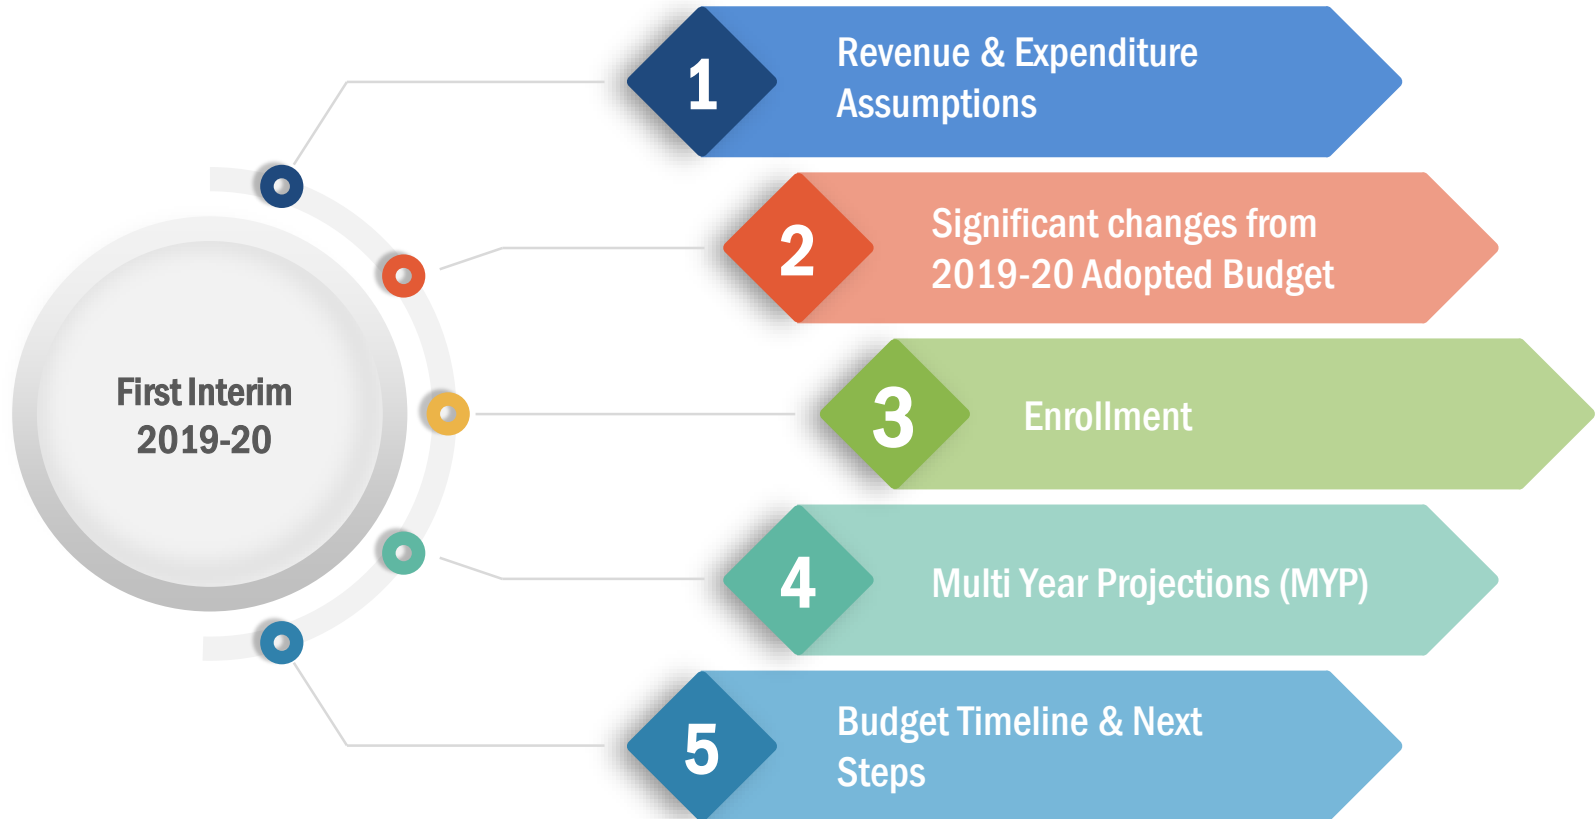 First Interim
2019-20
1
Revenue & Expenditure
Assumptions
2
Significant changes from
2019-20 Adopted Budget
3
Enrollment
4
Multi Year Projections (MYP)
5
Budget Timeline & Next
Steps